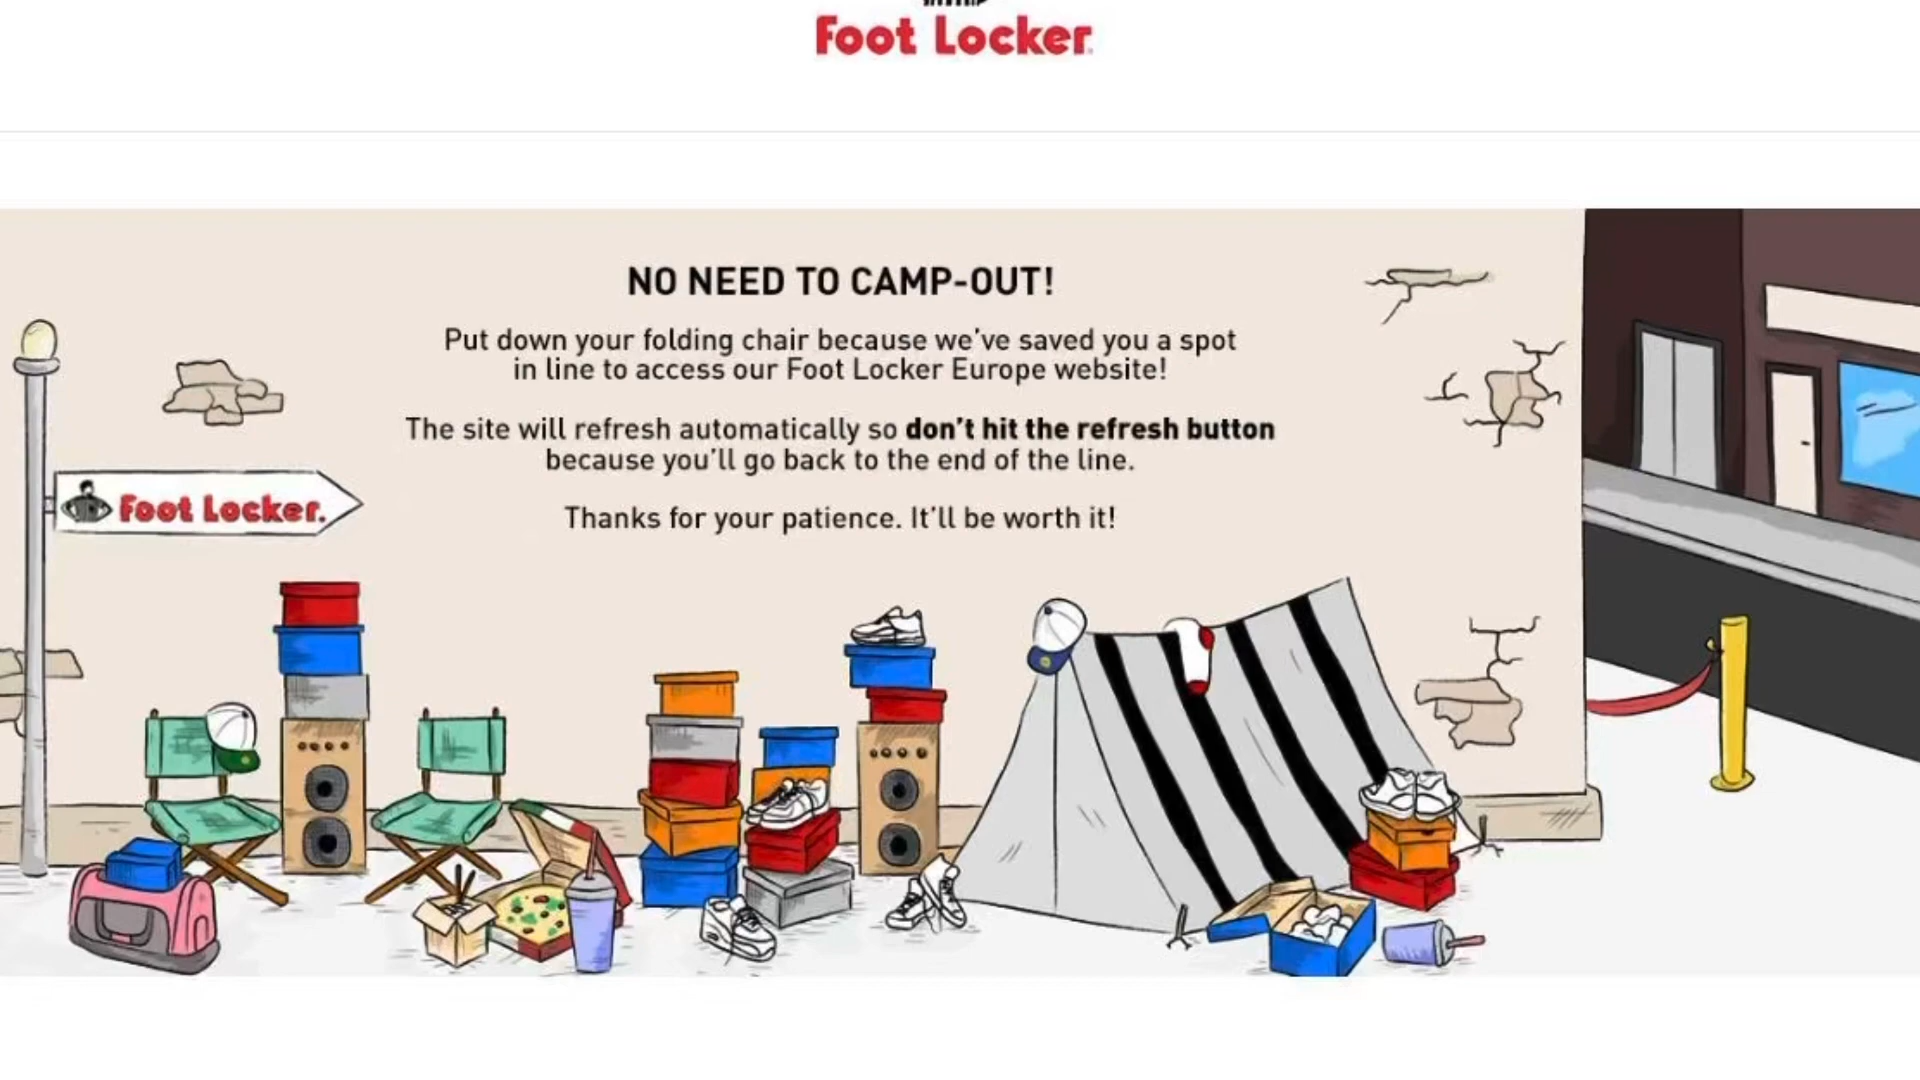 Foot Locker
NO NEED TO CAMP-OUT!
Put down your folding chair because we've saved you a spot
in line to access our Foot Locker Europe website!
The site will refresh automatically so don't hit the refresh button
because you'll go back to the end of the line.
Thanks for your patience. It'll be worth it!
Foot Locker.